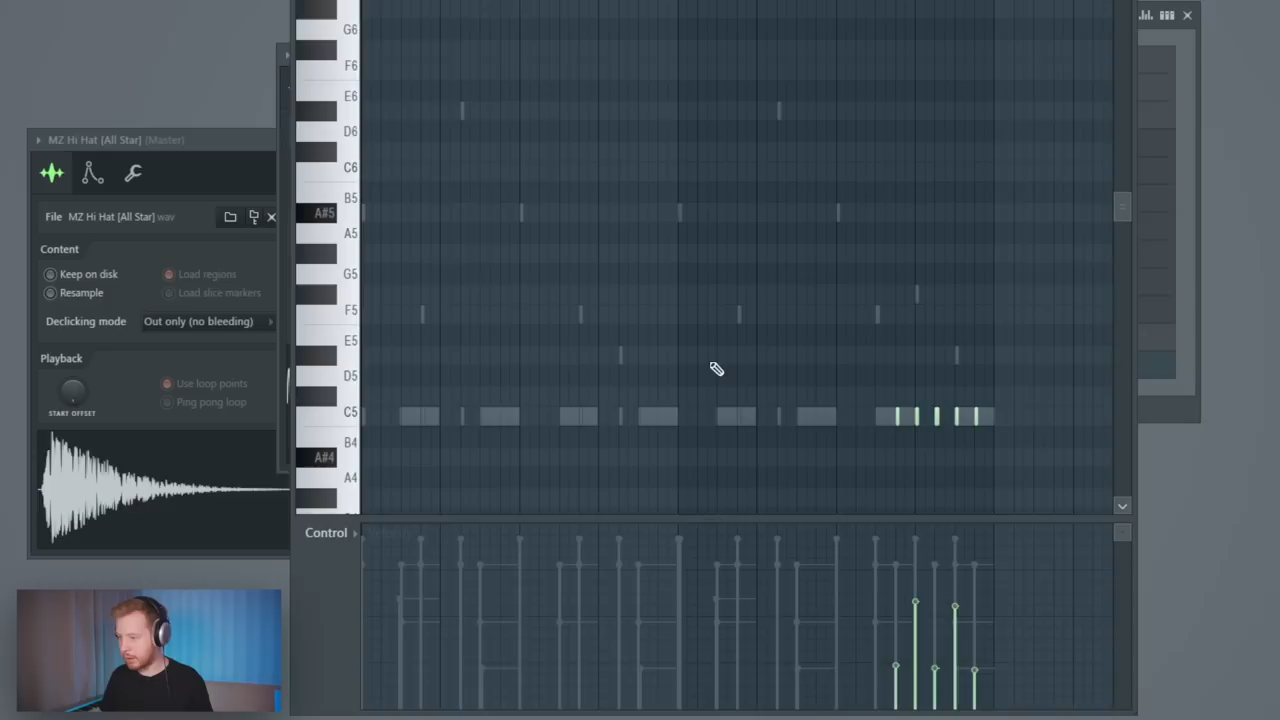 G6
F6
E6
D6
C6
B5
A#5
A5
G5
F5
E5
D5
C5
B4
A#4
A4
MZ Hi Hat [All Star] (Master)
File MZ Hi Hat [All Star].wav
Content
Keep on disk
Load regions
Resample
Load slice markers
Declicking mode Out only (no bleeding)
Playback
Use loop points
Ping pong loop
START OFFSET
Control